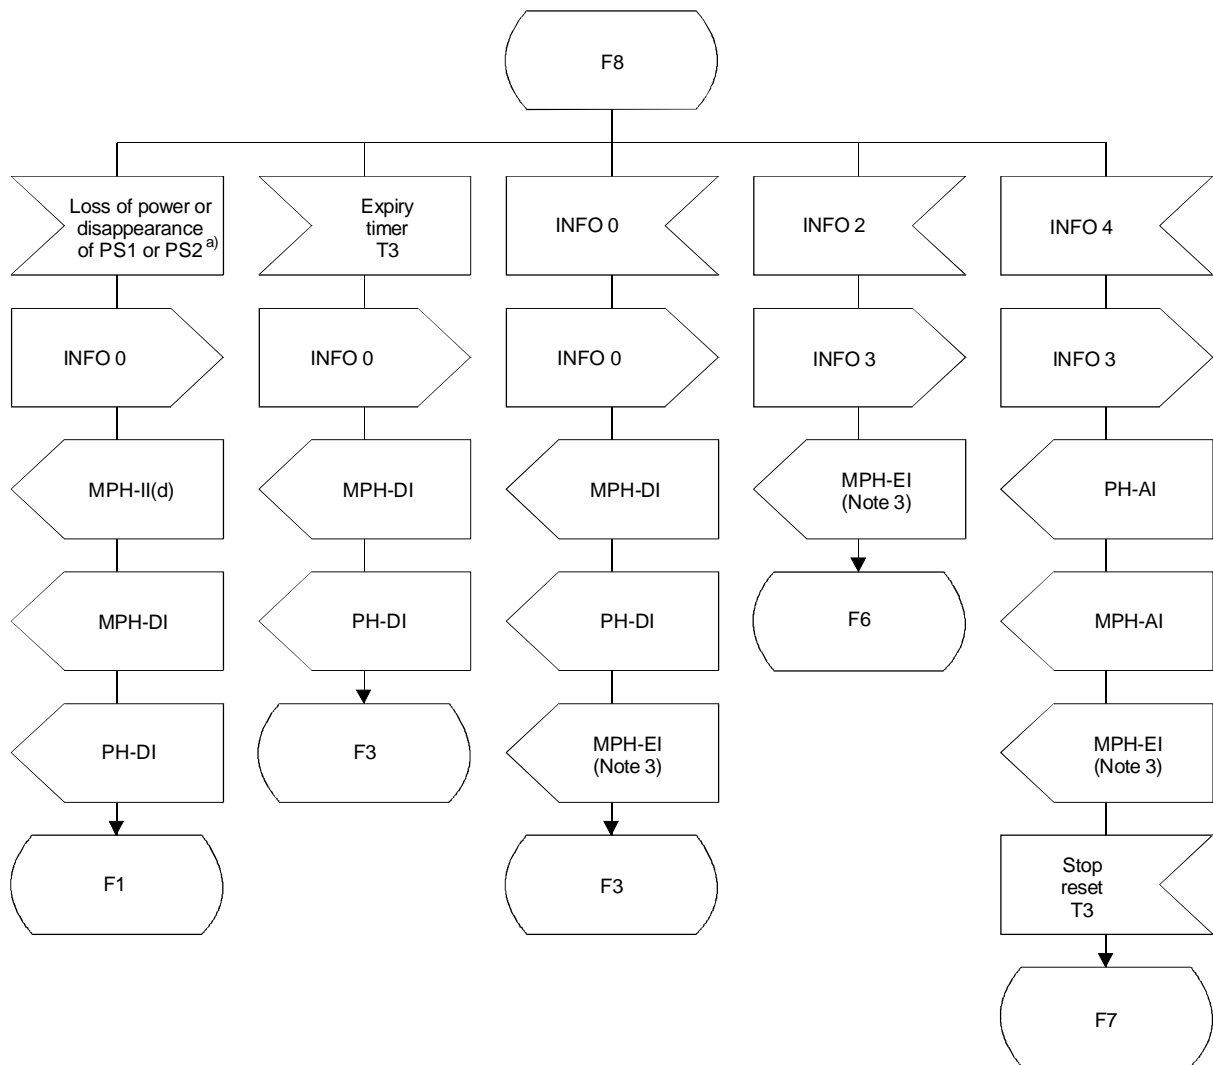 F8
Loss of power or
disappearance
of PS1 or PS2 a)
Expiry
timer
T3
INFO 0
INFO 2
INFO 4
INFO 0
INFO 0
INFO 0
INFO 3
INFO 3
MPH-II(d)
MPH-DI
MPH-DI
MPH-EI
(Note 3)
PH-AI
MPH-DI
PH-DI
PH-DI
F6
MPH-AI
PH-DI
F3
MPH-EI
(Note 3)
MPH-EI
(Note 3)
F1
F3
Stop
reset
T3
F7